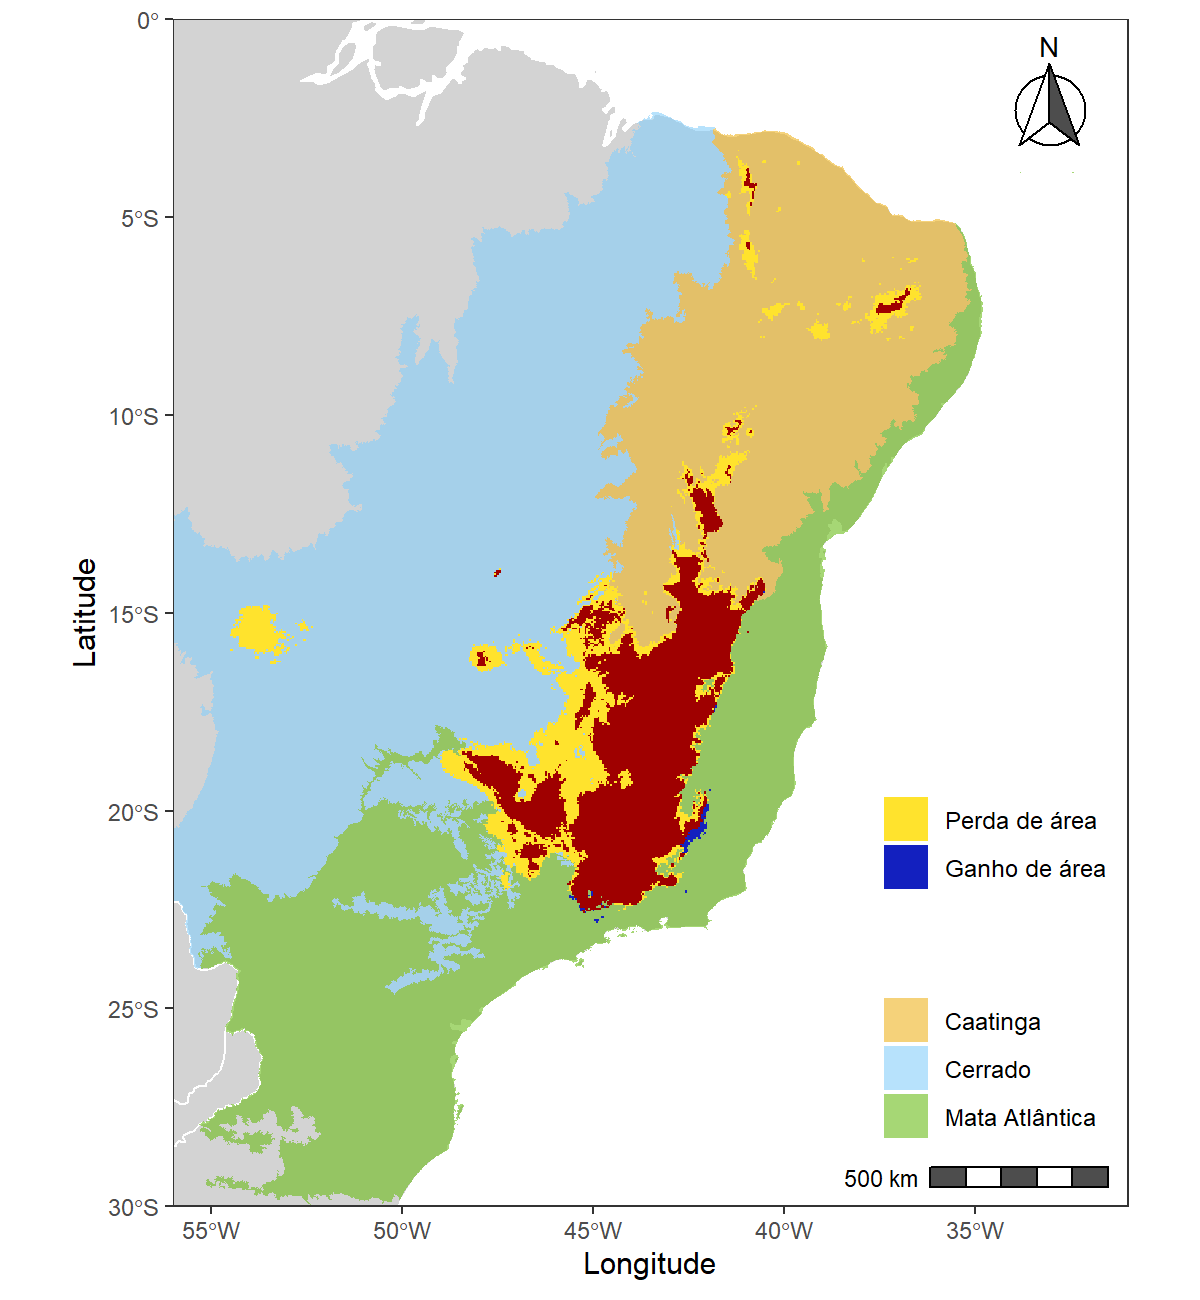 0°
N
5°S
10°S
15°S
20°S
25°S
30°S
Latitude
Perda de área
Ganho de área
Caatinga
Cerrado
Mata Atlântica
500 km
55°W
50°W
45°W
40°W
35°W
Longitude